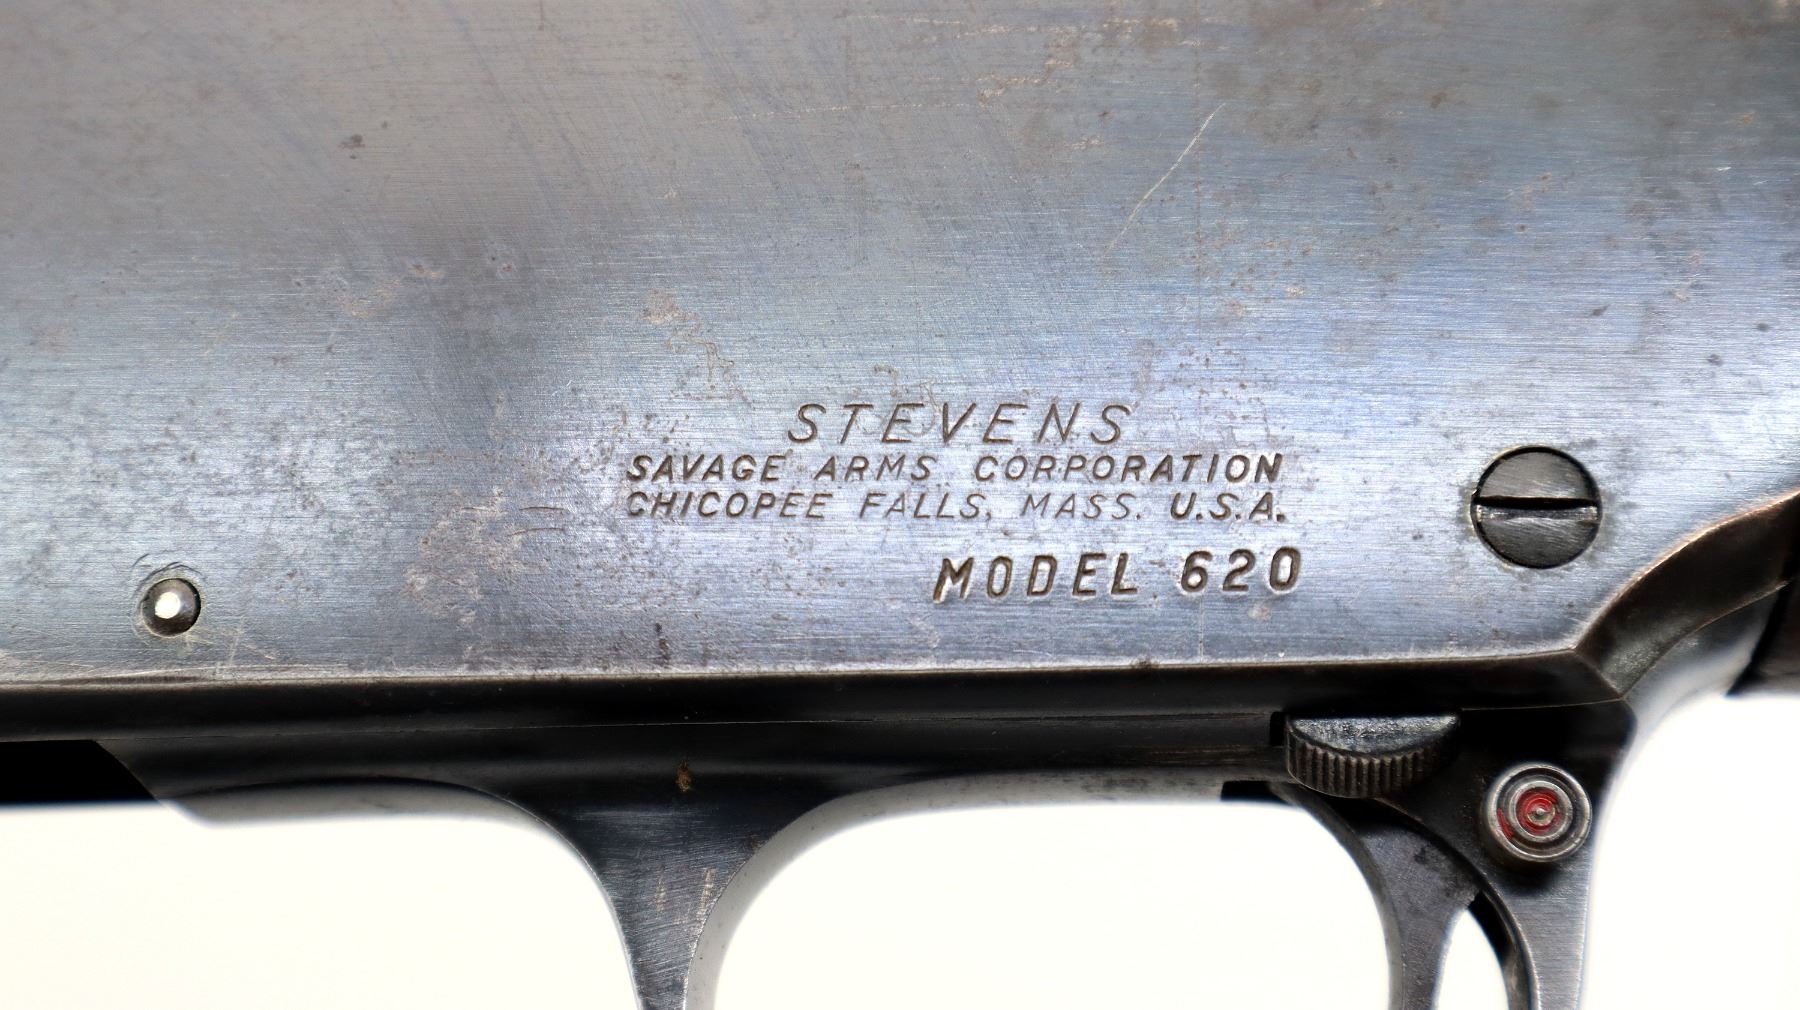 STEVENS
SAVAGE ARMS CORPORATION
CHICOPEE FALLS, MASS. U.S.A.
MODEL 620